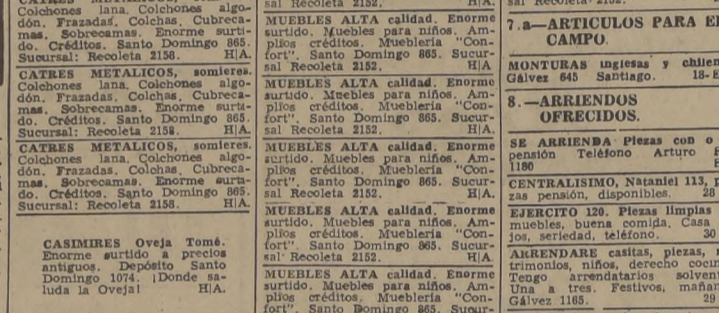 Colchones lana. Colchones algo-
dón. Frazadas. Colchas. Cubreca-
mas. Sobrecamas. Enorme surti-
do. Créditos. Santo Domingo 865.
Sucursal: Recoleta 2158. H|A.
CATRES METALICOS, somieres.
Colchones lana. Colchones algo-
dón. Frazadas. Colchas. Cubreca-
mas. Sobrecamas. Enorme surti-
do. Créditos. Santo Domingo 865.
Sucursal: Recoleta 2158. H|A.
CATRES METALICOS, somieres.
Colchones lana. Colchones algo-
dón. Frazadas. Colchas. Cubreca-
mas. Sobrecamas. Enorme surti-
do. Créditos. Santo Domingo 865.
Sucursal: Recoleta 2158. H|A.
CASIMIRES Oveja Tomé.
Enorme surtido a precios
antiguos. Depósito Santo
Domingo 1074. ¡Donde sa-
luda la Oveja! H|A.
sal Recoleta 2152. H|A.
MUEBLES ALTA calidad. Enorme
surtido. Muebles para niños. Am-
plios créditos. Mueblería "Con-
fort". Santo Domingo 865. Sucur-
sal Recoleta 2152. H|A.
MUEBLES ALTA calidad. Enorme
surtido. Muebles para niños. Am-
plios créditos. Mueblería "Con-
fort". Santo Domingo 865. Sucur-
sal Recoleta 2152. H|A.
MUEBLES ALTA calidad. Enorme
surtido. Muebles para niños. Am-
plios créditos. Mueblería "Con-
fort". Santo Domingo 865. Sucur-
sal Recoleta 2152. H|A.
MUEBLES ALTA calidad. Enorme
surtido. Muebles para niños. Am-
plios créditos. Mueblería "Con-
fort". Santo Domingo 865. Sucur-
sal Recoleta 2152. H|A.
MUEBLES ALTA calidad. Enorme
surtido. Muebles para niños. Am-
plios créditos. Mueblería "Con-
fort". Santo Domingo 865. Sucur-
7.a—ARTICULOS PARA
CAMPO.
MONTURAS inglesas y
Gálvez 645 Santiago. 18-
8.—ARRIENDOS
OFRECIDOS.
SE ARRIENDA Piezas con o
pensión Teléfono Arturo
1180
CENTRALISIMO, Nataniel 113,
zas pensión, disponibles. 28
EJERCITO 120. Piezas limpias
muebles, buena comida. Casa
jos, seriedad, teléfono. 30
ARRENDARE casitas, piezas,
trimonios, niños, derecho
Tengo arrendatarios
Una a tres. Festivos,
Gálvez 1165. 29